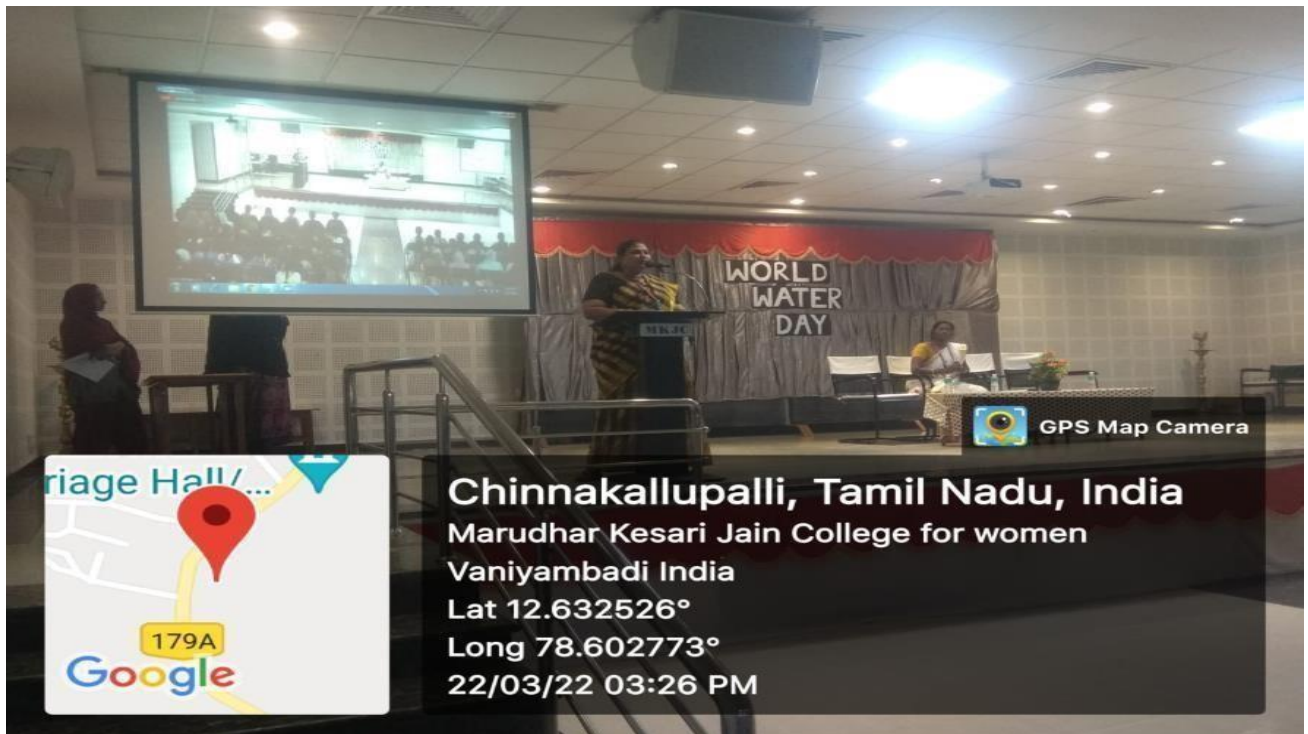 WORLD
WATER
DAY
MKJC
GPS Map Camera
riage Hall/...
179A
Google
Chinnakallupalli, Tamil Nadu, India
Marudhar Kesari Jain College for women
Vaniyambadi India
Lat 12.632526°
Long 78.602773°
22/03/22 03:26 PM